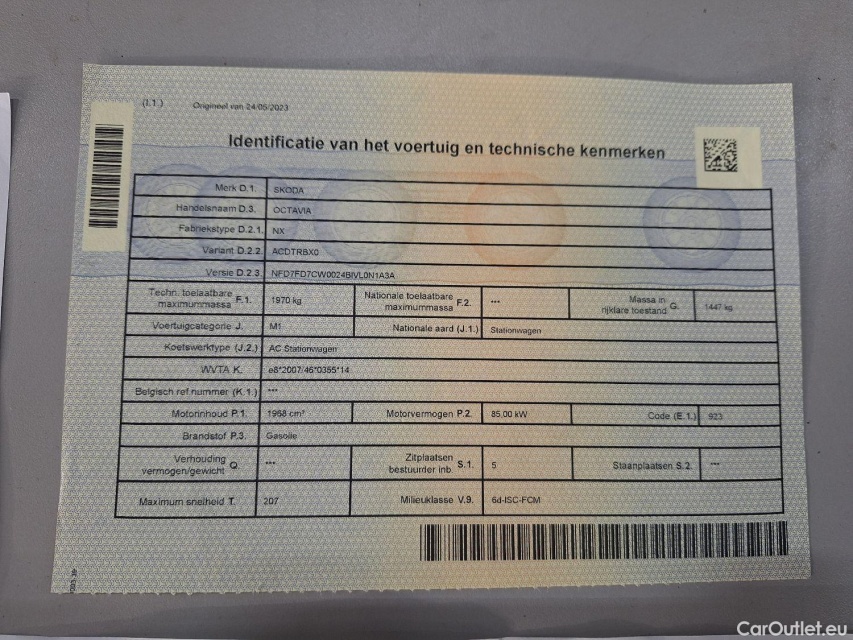 (I.1.) Origineel van 24/05/2023
Identificatie van het voertuig en technische kenmerken
Merk D.1. SKODA
Handelsnaam D.3. OCTAVIA
Fabriekstype D.2.1. NX
Variant D.2.2. ACDTRBX0
Versie D.2.3. NFD7FD7CW0024BIVL0N1A3A
Techn. toelaatbare maximummassa F.1. 1970 kg Nationale toelaatbare maximummassa F.2. *** Massa in rijklare toestand G. 1447 kg
Voertuigcategorie J. M1 Nationale aard (J.1.) Stationwagen
Koetswerktype (J.2.) AC Stationwagen
WVTA K. e8*2007/46*0355*14
Belgisch ref nummer (K.1.) ***
Motorinhoud P.1. 1968 cm³ Motorvermogen P.2. 85,00 kW Code (E.1.) 923
Brandstof P.3. Gasolie
Verhouding vermogen/gewicht Q. *** Zitplaatsen bestuurder inb. S.1. 5 Staanplaatsen S.2. ***
Maximum snelheid T. 207 Milieuklasse V.9. 6d-ISC-FCM
CarOutlet.eu